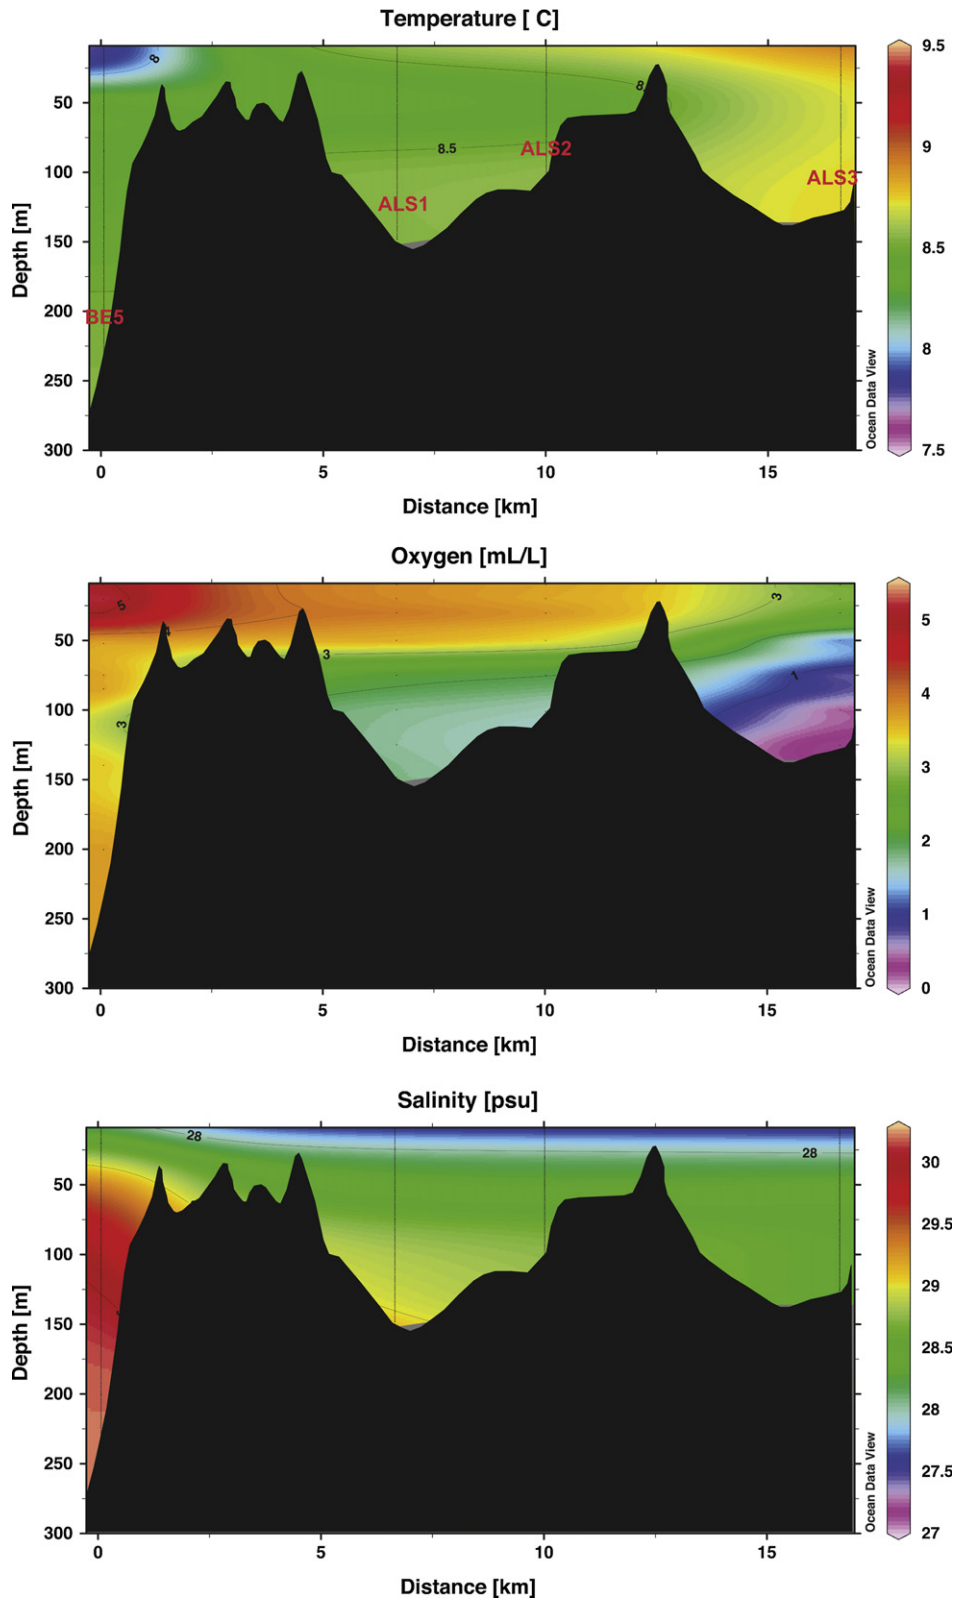 Temperature [ C]
8
8
8.5
ALS2
ALS3
ALS1
BE5
50
100
150
200
250
300
Depth [m]
0 5 10 15
Distance [km]
9.5
9
8.5
8
7.5
Ocean Data View
Oxygen [mL/L]
5
4
3
3
3
1
50
100
150
200
250
300
Depth [m]
0 5 10 15
Distance [km]
5
4
3
2
1
0
Ocean Data View
Salinity [psu]
28
28
50
100
150
200
250
300
Depth [m]
0 5 10 15
Distance [km]
30
29.5
29
28.5
28
27.5
27
Ocean Data View